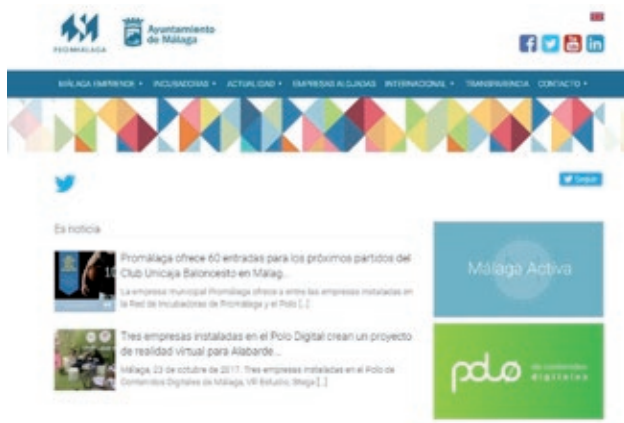 PROMALAGA
Ayuntamiento
de Málaga
MÁLAGA EMPRENDE
INCUBADORAS
ACTUALIDAD
EMPRESAS ALOJADAS
INTERNACIONAL
TRANSPARENCIA
CONTACTO
Seguir
Es noticia
Promálaga ofrece 60 entradas para los próximos partidos del
Club Unicaja Baloncesto en Málag...
La empresa municipal Promálaga ofrece a entre las empresas instaladas en
la Red de Incubadoras de Promálaga y el Polo [...]
Tres empresas instaladas en el Polo Digital crean un proyecto
de realidad virtual para Alabarde...
Málaga, 23 de octubre de 2017. Tres empresas instaladas en el Polo de
Contenidos Digitales de Málaga, VR Estudio; Stega [...]
Málaga Activa
polo
de contenidos
digitales